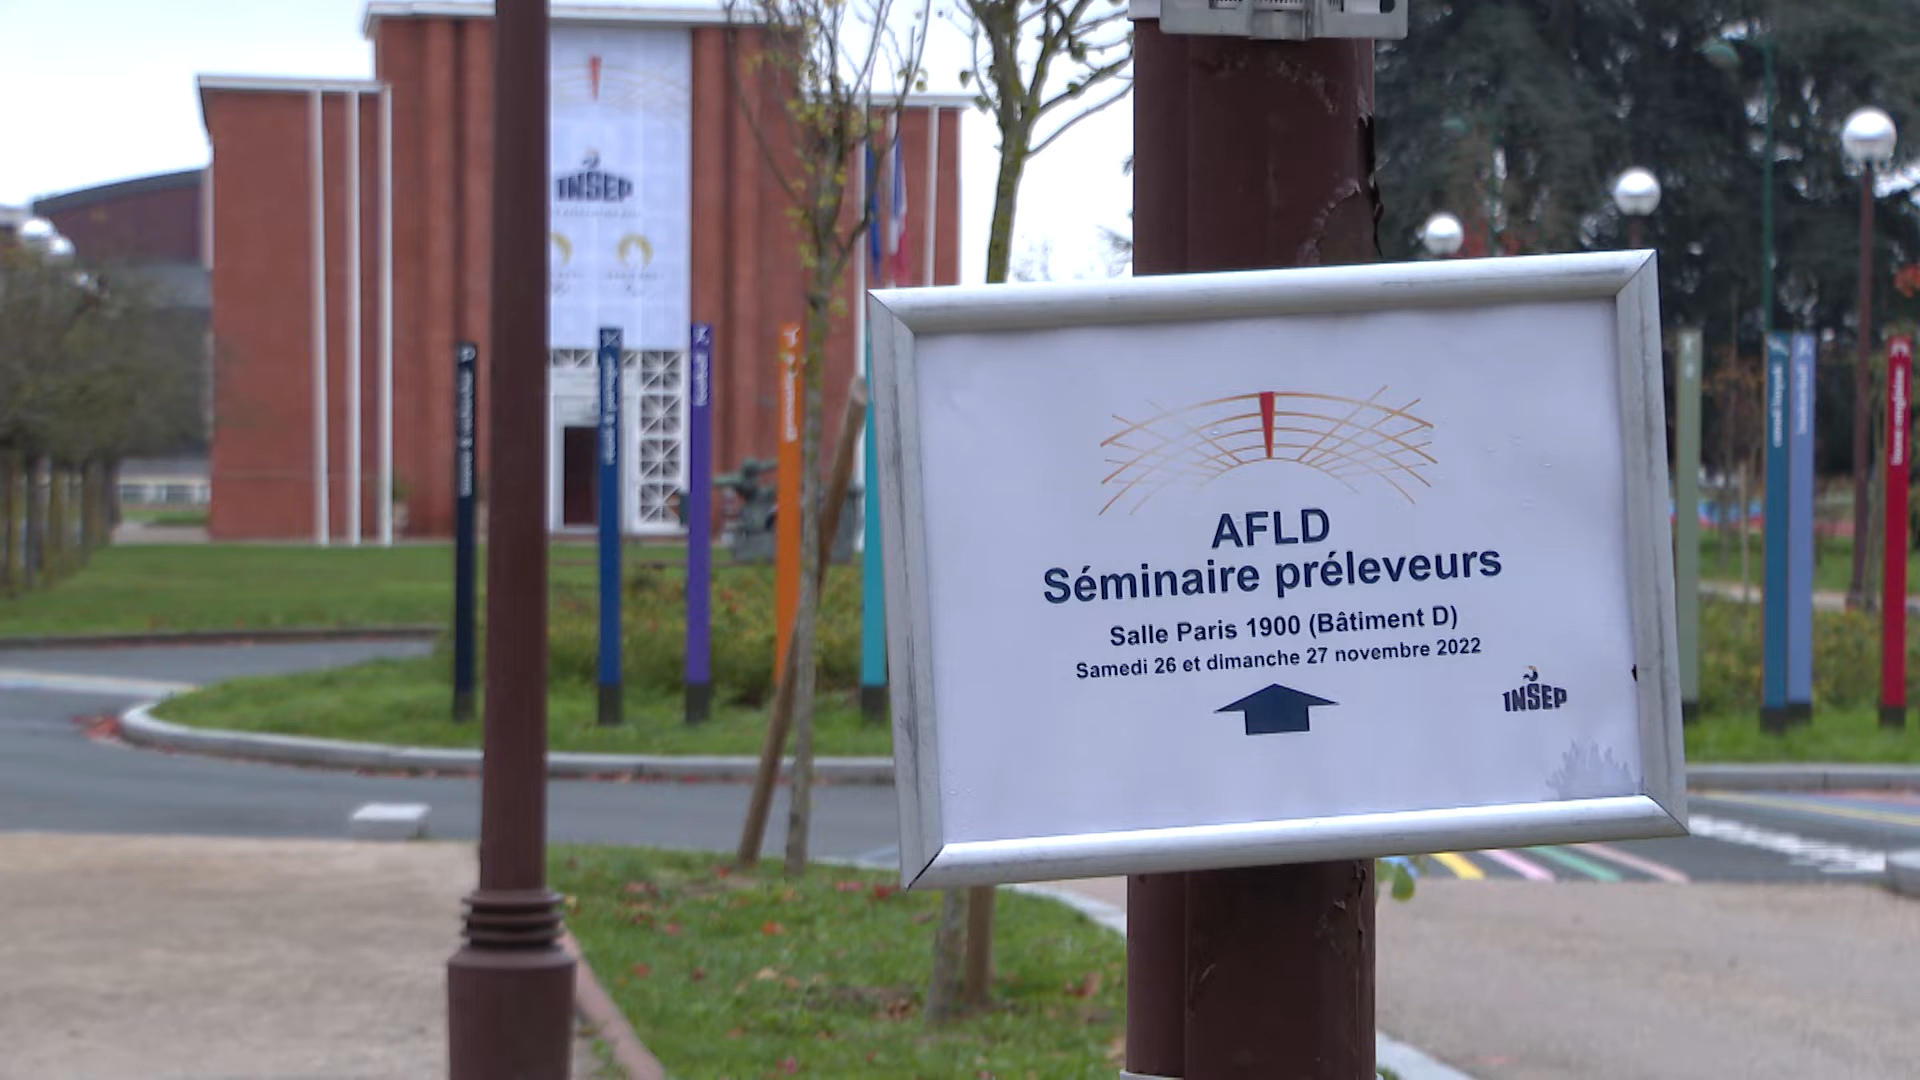 INSEP
AFLD
Séminaire préleveurs
Salle Paris 1900 (Bâtiment D)
Samedi 26 et dimanche 27 novembre 2022
INSEP